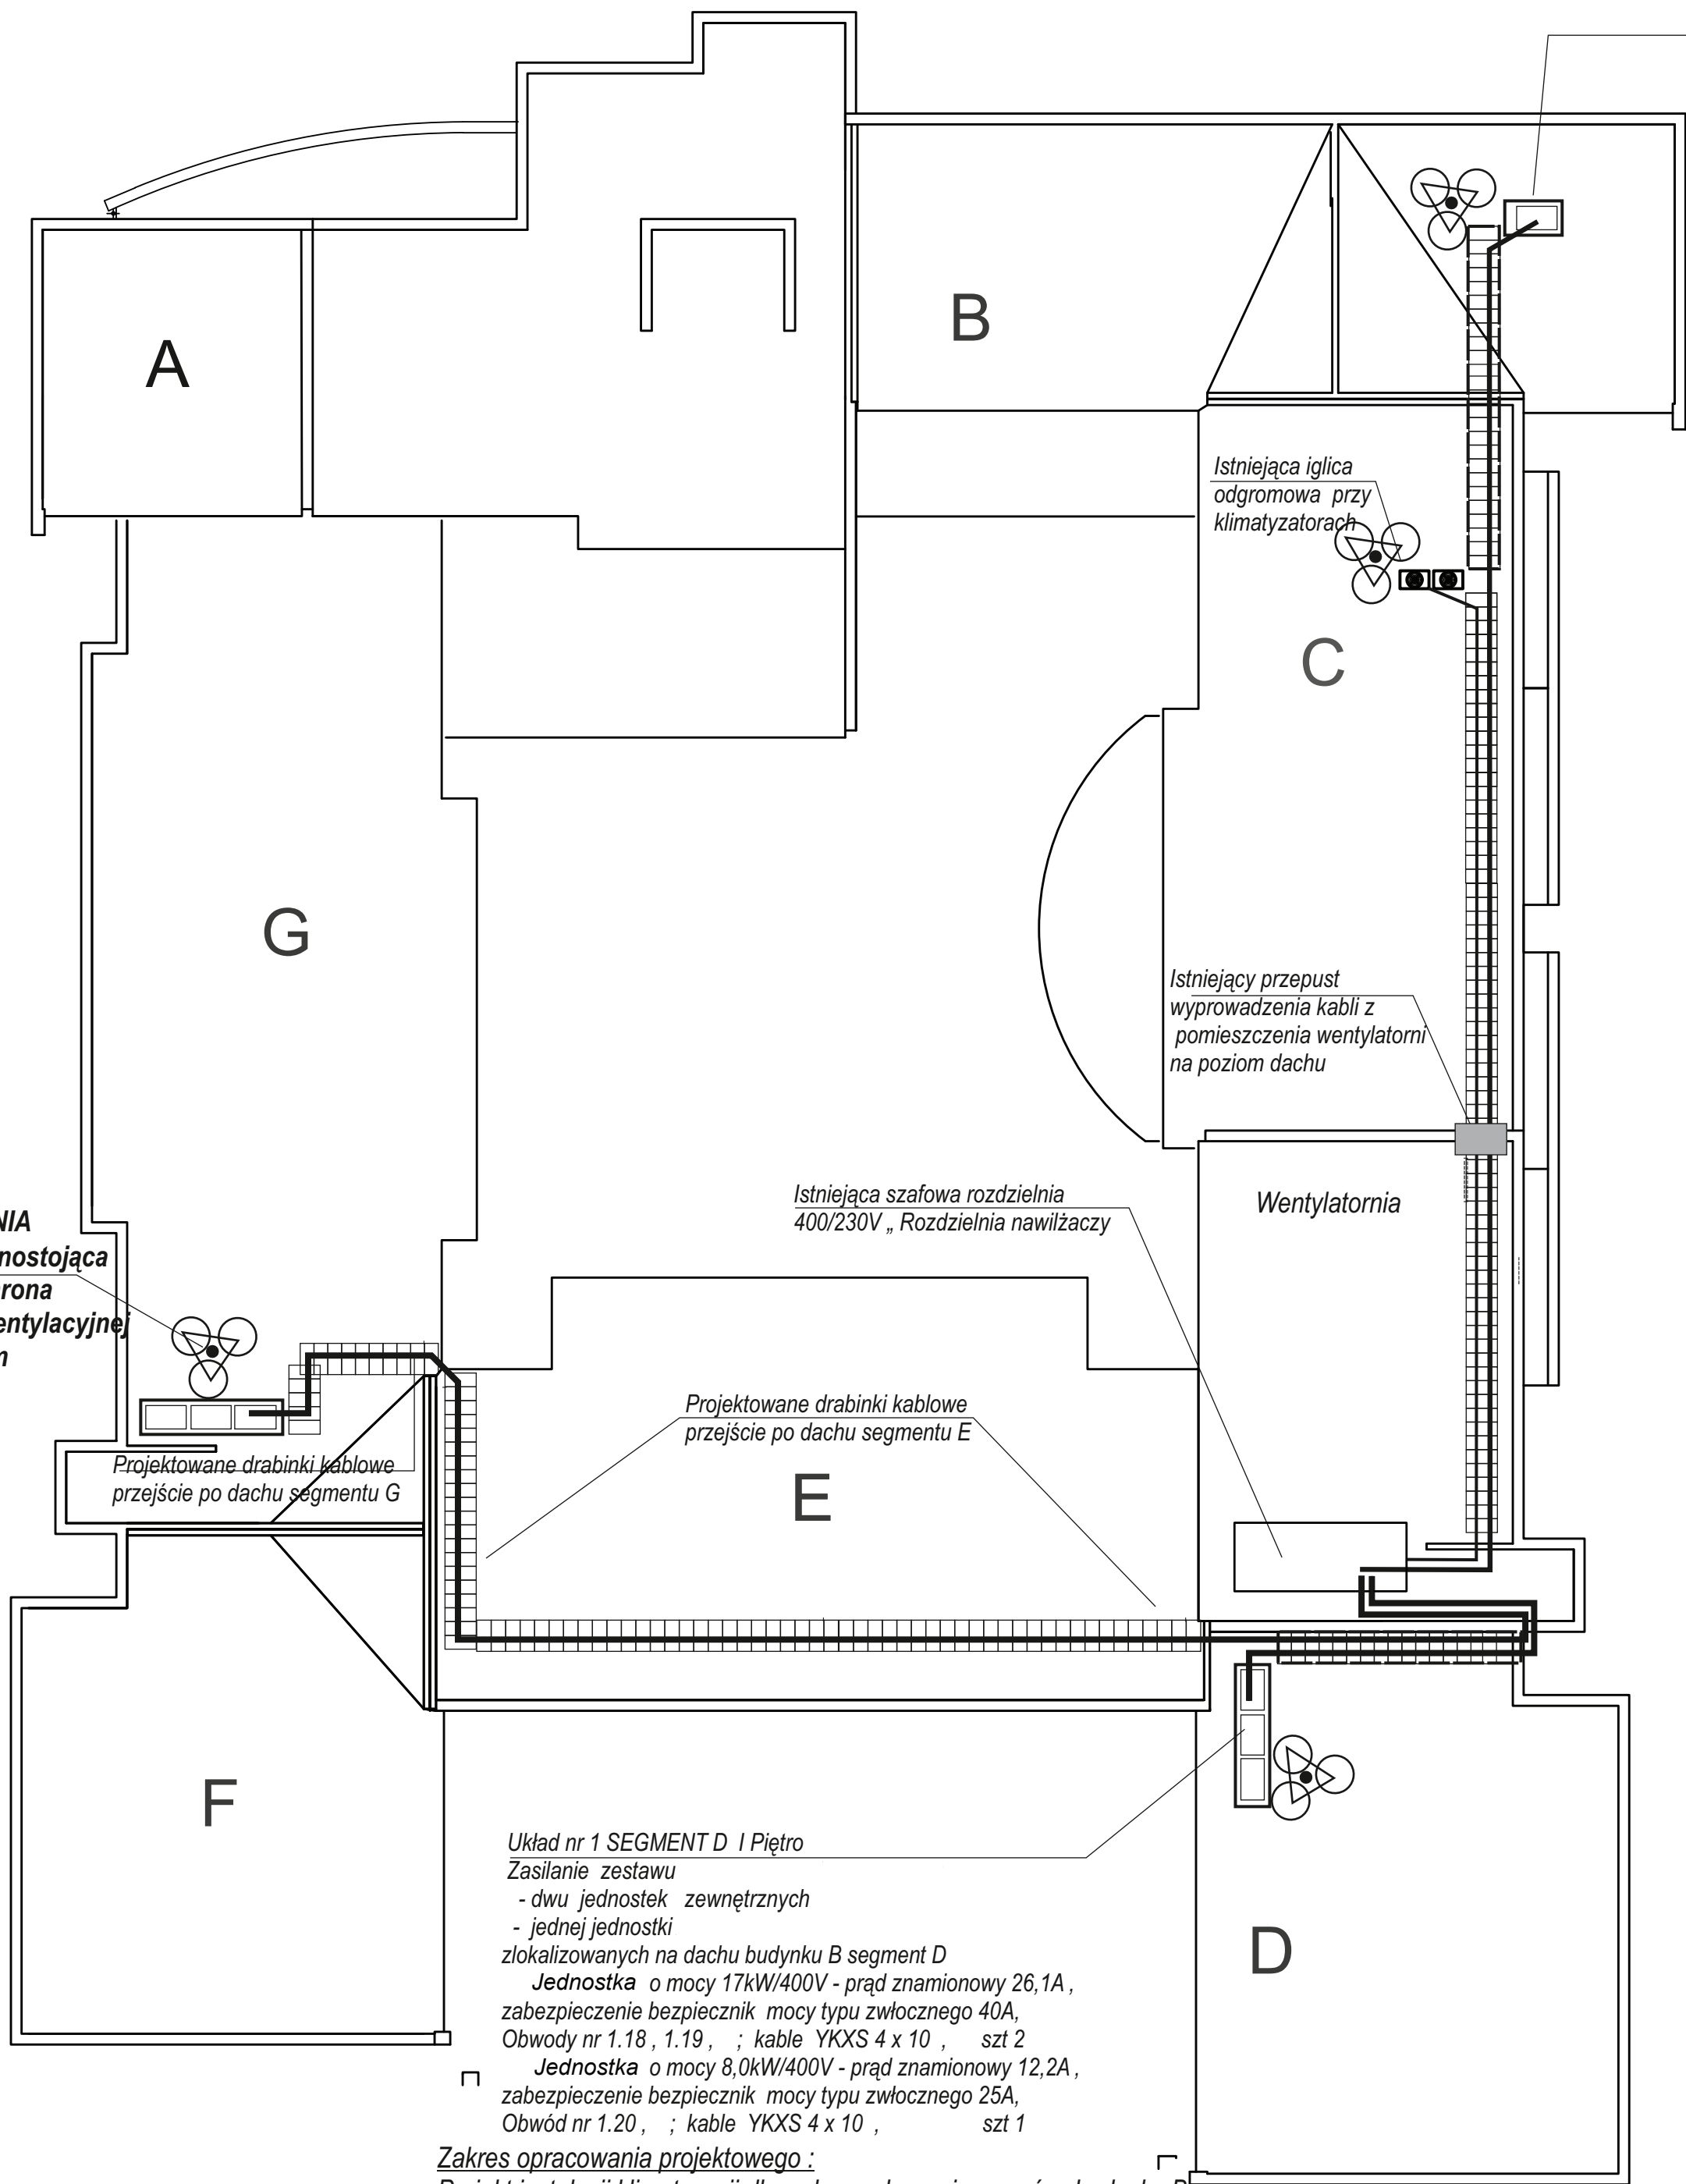 A
B
Istniejąca iglica
odgromowa przy
klimatyzatorach
C
G
Istniejący przepust
wyprowadzenia kabli z
pomieszczenia wentylatorni
na poziom dachu
Wentylatornia
Istniejąca szafowa rozdzielnia
400/230V „ Rozdzielnia nawilżaczy
NIA
nostojąca
rona
entylacyjnej
Projektowane drabinki kablowe
przejście po dachu segmentu E
Projektowane drabinki kablowe
przejście po dachu segmentu G
E
F
Układ nr 1 SEGMENT D I Piętro
Zasilanie zestawu
- dwu jednostek zewnętrznych
- jednej jednostki
zlokalizowanych na dachu budynku B segment D
Jednostka o mocy 17kW/400V - prąd znamionowy 26,1A ,
zabezpieczenie bezpiecznik mocy typu zwłocznego 40A,
Obwody nr 1.18 , 1.19 , ; kable YKXS 4 x 10 , szt 2
Jednostka o mocy 8,0kW/400V - prąd znamionowy 12,2A ,
zabezpieczenie bezpiecznik mocy typu zwłocznego 25A,
Obwód nr 1.20 , ; kable YKXS 4 x 10 , szt 1
D
Zakres opracowania projektowego :